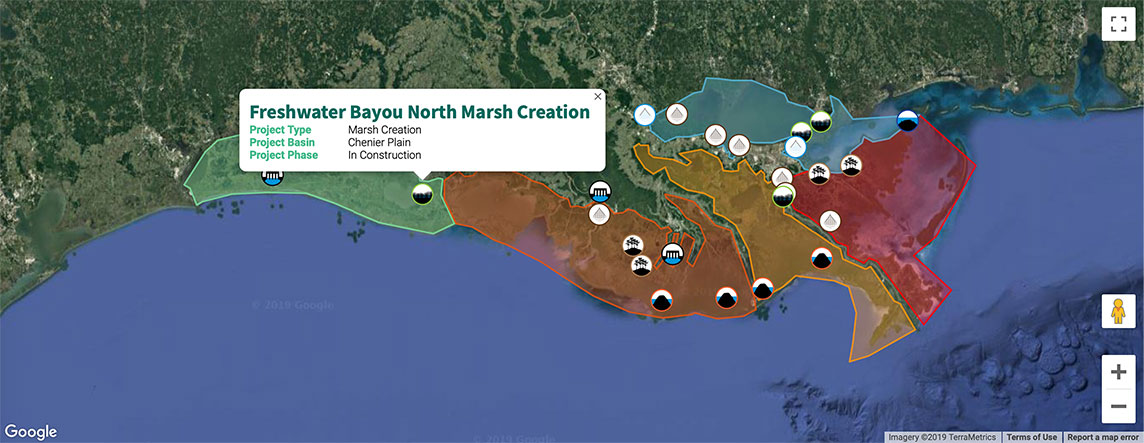 Freshwater Bayou North Marsh Creation
Project Type Marsh Creation
Project Basin Chenier Plain
Project Phase In Construction
© 2019 Google
© 2019 Google
Google
Imagery ©2019 TerraMetrics Terms of Use Report a map error